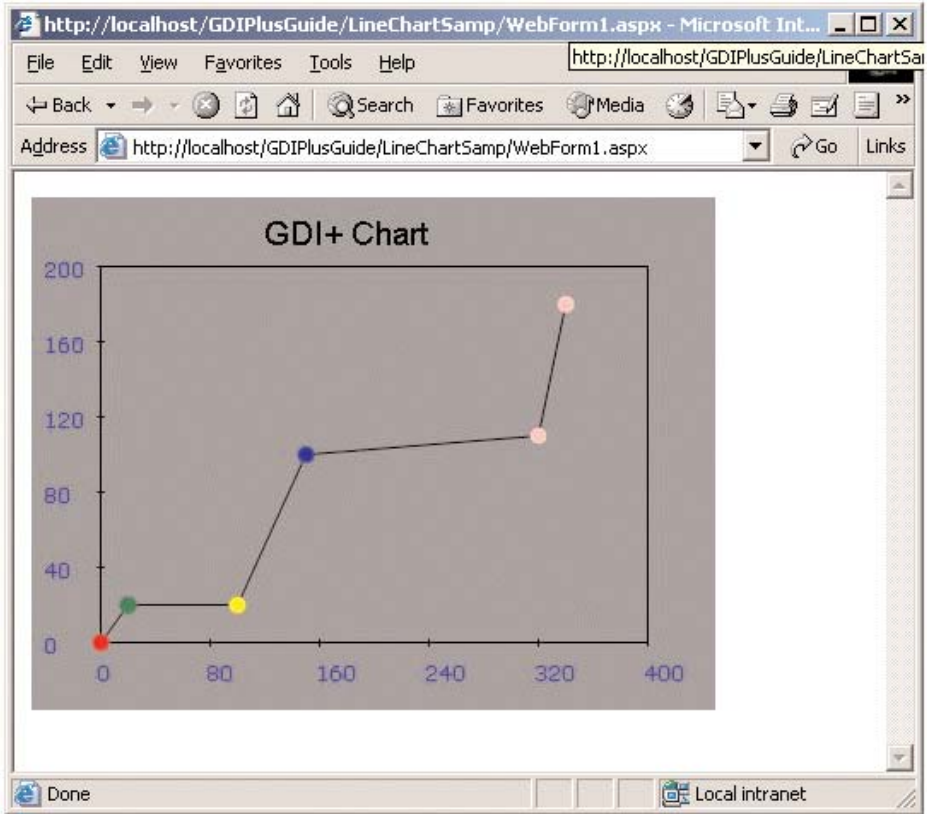 http://localhost/GDIPlusGuide/LineChartSamp/WebForm1.aspx - Microsoft Int...
http://localhost/GDIPlusGuide/LineChartSa
File Edit View Favorites Tools Help
Back Search Favorites Media »
Address http://localhost/GDIPlusGuide/LineChartSamp/WebForm1.aspx Go Links
GDI+ Chart
200
160
120
80
40
0
0 80 160 240 320 400
Done Local intranet